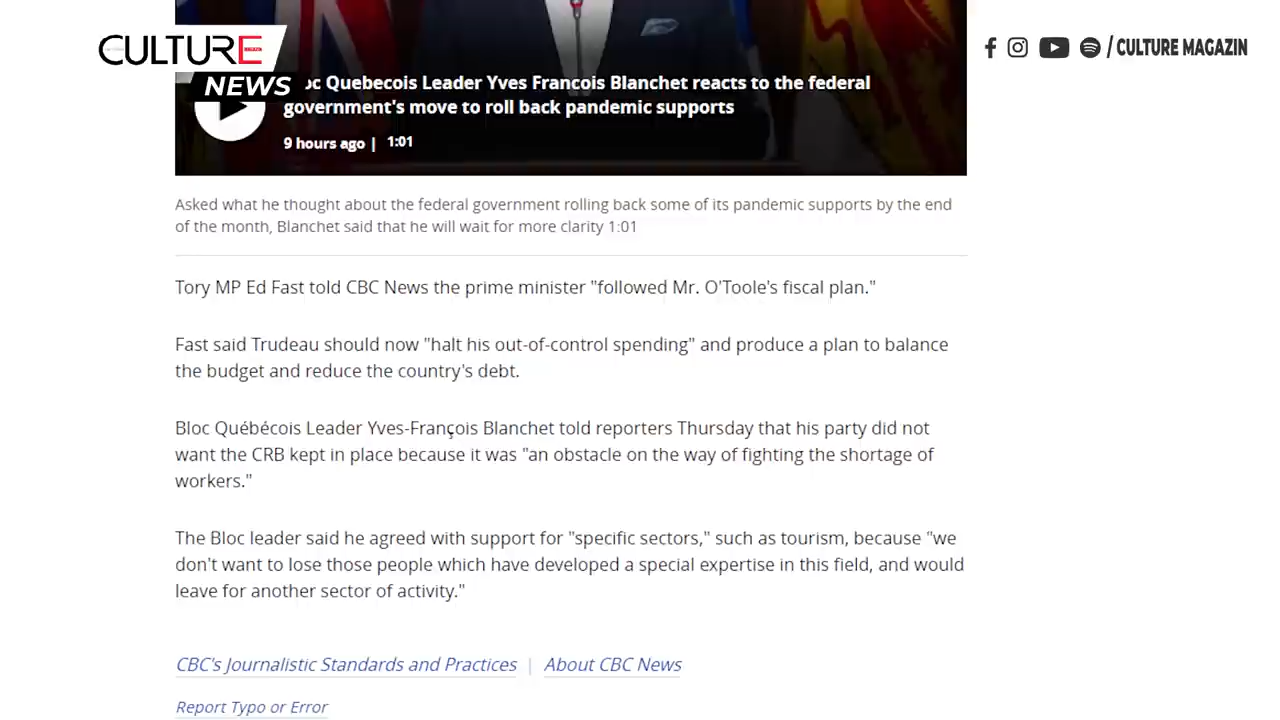 CULTURE
NEWS
/ CULTURE MAGAZIN
oc Quebecois Leader Yves Francois Blanchet reacts to the federal
government's move to roll back pandemic supports
9 hours ago | 1:01
Asked what he thought about the federal government rolling back some of its pandemic supports by the end
of the month, Blanchet said that he will wait for more clarity 1:01
Tory MP Ed Fast told CBC News the prime minister "followed Mr. O'Toole's fiscal plan."
Fast said Trudeau should now "halt his out-of-control spending" and produce a plan to balance
the budget and reduce the country's debt.
Bloc Québécois Leader Yves-François Blanchet told reporters Thursday that his party did not
want the CRB kept in place because it was "an obstacle on the way of fighting the shortage of
workers."
The Bloc leader said he agreed with support for "specific sectors," such as tourism, because "we
don't want to lose those people which have developed a special expertise in this field, and would
leave for another sector of activity."
CBC's Journalistic Standards and Practices | About CBC News
Report Typo or Error